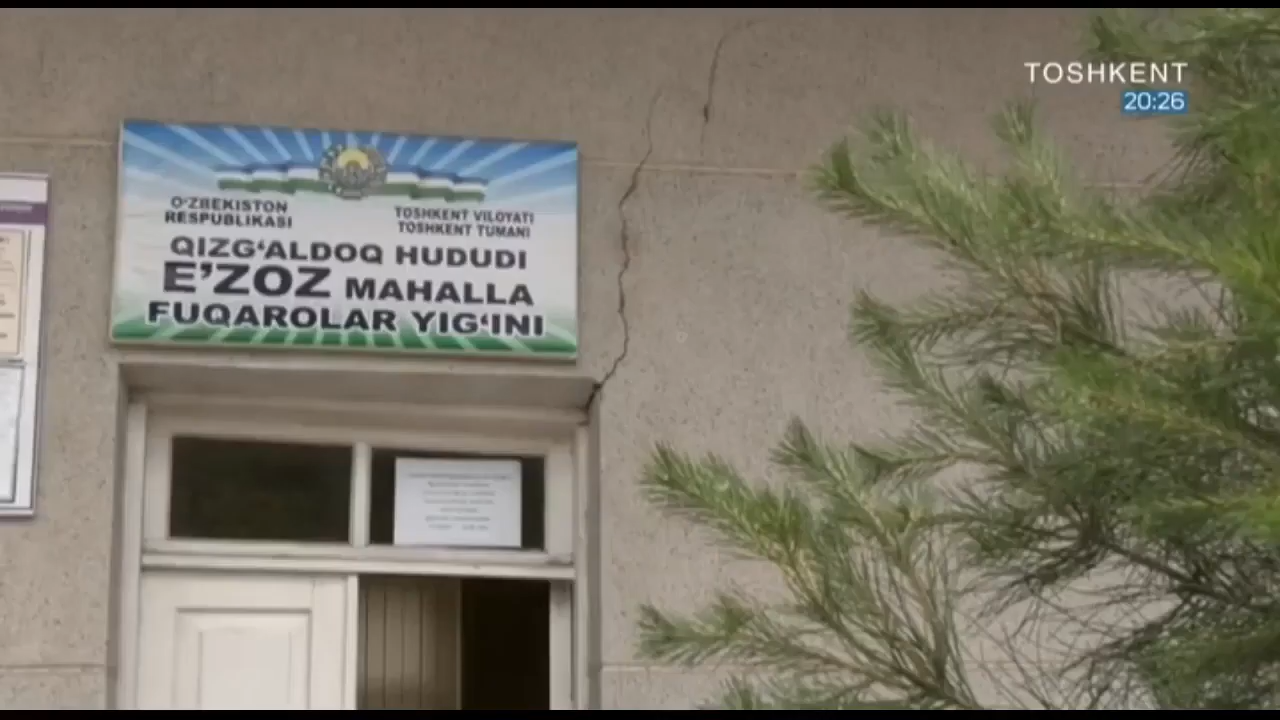 TOSHKENT
20:26
O‘ZBEKISTON
RESPUBLIKASI
TOSHKENT VILOYATI
TOSHKENT TUMANI
QIZG‘ALDOQ HUDUDI
E’ZOZ MAHALLA
FUQAROLAR YIG‘INI